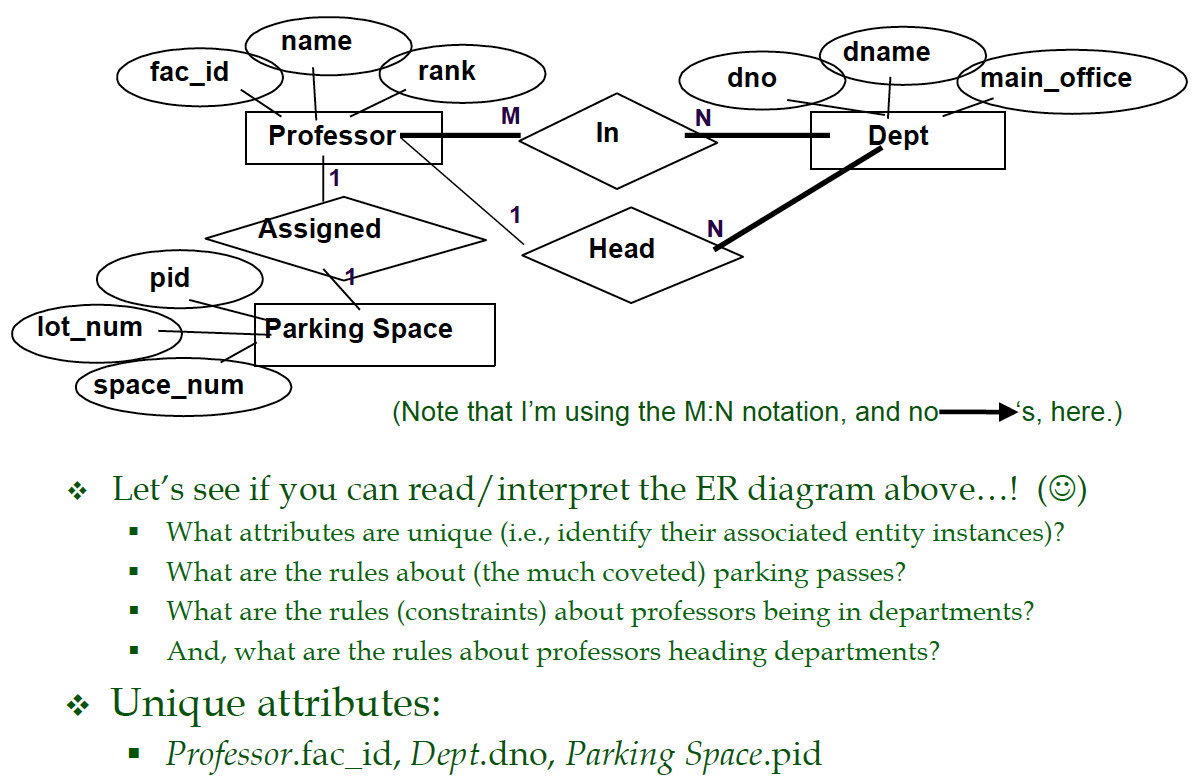 name
fac_id
rank
dname
dno
main_office
M
N
Professor
In
Dept
1
1
N
Assigned
Head
pid
1
lot_num
Parking Space
space_num
(Note that I'm using the M:N notation, and no ‘s, here.)
❖ Let's see if you can read/interpret the ER diagram above…! (☺)
▪ What attributes are unique (i.e., identify their associated entity instances)?
▪ What are the rules about (the much coveted) parking passes?
▪ What are the rules (constraints) about professors being in departments?
▪ And, what are the rules about professors heading departments?
❖ Unique attributes:
▪ Professor.fac_id, Dept.dno, Parking Space.pid